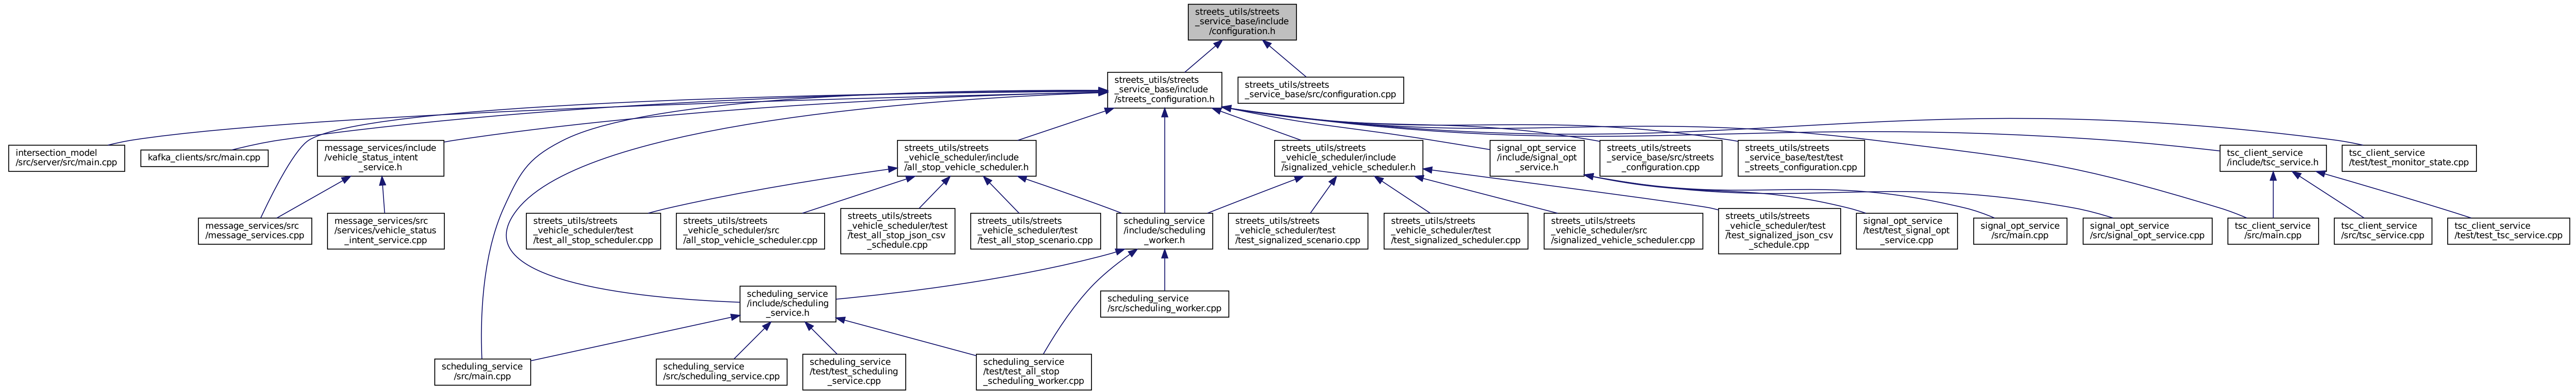 streets_utils/streets
_service_base/include
/configuration.h
streets_utils/streets
_service_base/include
/streets_configuration.h
streets_utils/streets
_service_base/src/configuration.cpp
intersection_model
/src/server/src/main.cpp
kafka_clients/src/main.cpp
message_services/include
/vehicle_status_intent
_service.h
streets_utils/streets
_vehicle_scheduler/include
/all_stop_vehicle_scheduler.h
streets_utils/streets
_vehicle_scheduler/include
/signalized_vehicle_scheduler.h
signal_opt_service
/include/signal_opt
_service.h
streets_utils/streets
_service_base/src/streets
_configuration.cpp
streets_utils/streets
_service_base/test/test
_streets_configuration.cpp
tsc_client_service
/include/tsc_service.h
tsc_client_service
/test/test_monitor_state.cpp
message_services/src
/message_services.cpp
message_services/src
/services/vehicle_status
_intent_service.cpp
streets_utils/streets
_vehicle_scheduler/test
/test_all_stop_scheduler.cpp
streets_utils/streets
_vehicle_scheduler/src
/all_stop_vehicle_scheduler.cpp
streets_utils/streets
_vehicle_scheduler/test
/test_all_stop_json_csv
_schedule.cpp
streets_utils/streets
_vehicle_scheduler/test
/test_all_stop_scenario.cpp
scheduling_service
/include/scheduling
_worker.h
streets_utils/streets
_vehicle_scheduler/test
/test_signalized_scenario.cpp
streets_utils/streets
_vehicle_scheduler/test
/test_signalized_scheduler.cpp
streets_utils/streets
_vehicle_scheduler/src
/signalized_vehicle_scheduler.cpp
streets_utils/streets
_vehicle_scheduler/test
/test_signalized_json_csv
_schedule.cpp
signal_opt_service
/test/test_signal_opt
_service.cpp
signal_opt_service
/src/main.cpp
signal_opt_service
/src/signal_opt_service.cpp
tsc_client_service
/src/main.cpp
tsc_client_service
/src/tsc_service.cpp
tsc_client_service
/test/test_tsc_service.cpp
scheduling_service
/include/scheduling
_service.h
scheduling_service
/src/scheduling_worker.cpp
scheduling_service
/src/main.cpp
scheduling_service
/src/scheduling_service.cpp
scheduling_service
/test/test_scheduling
_service.cpp
scheduling_service
/test/test_all_stop
_scheduling_worker.cpp